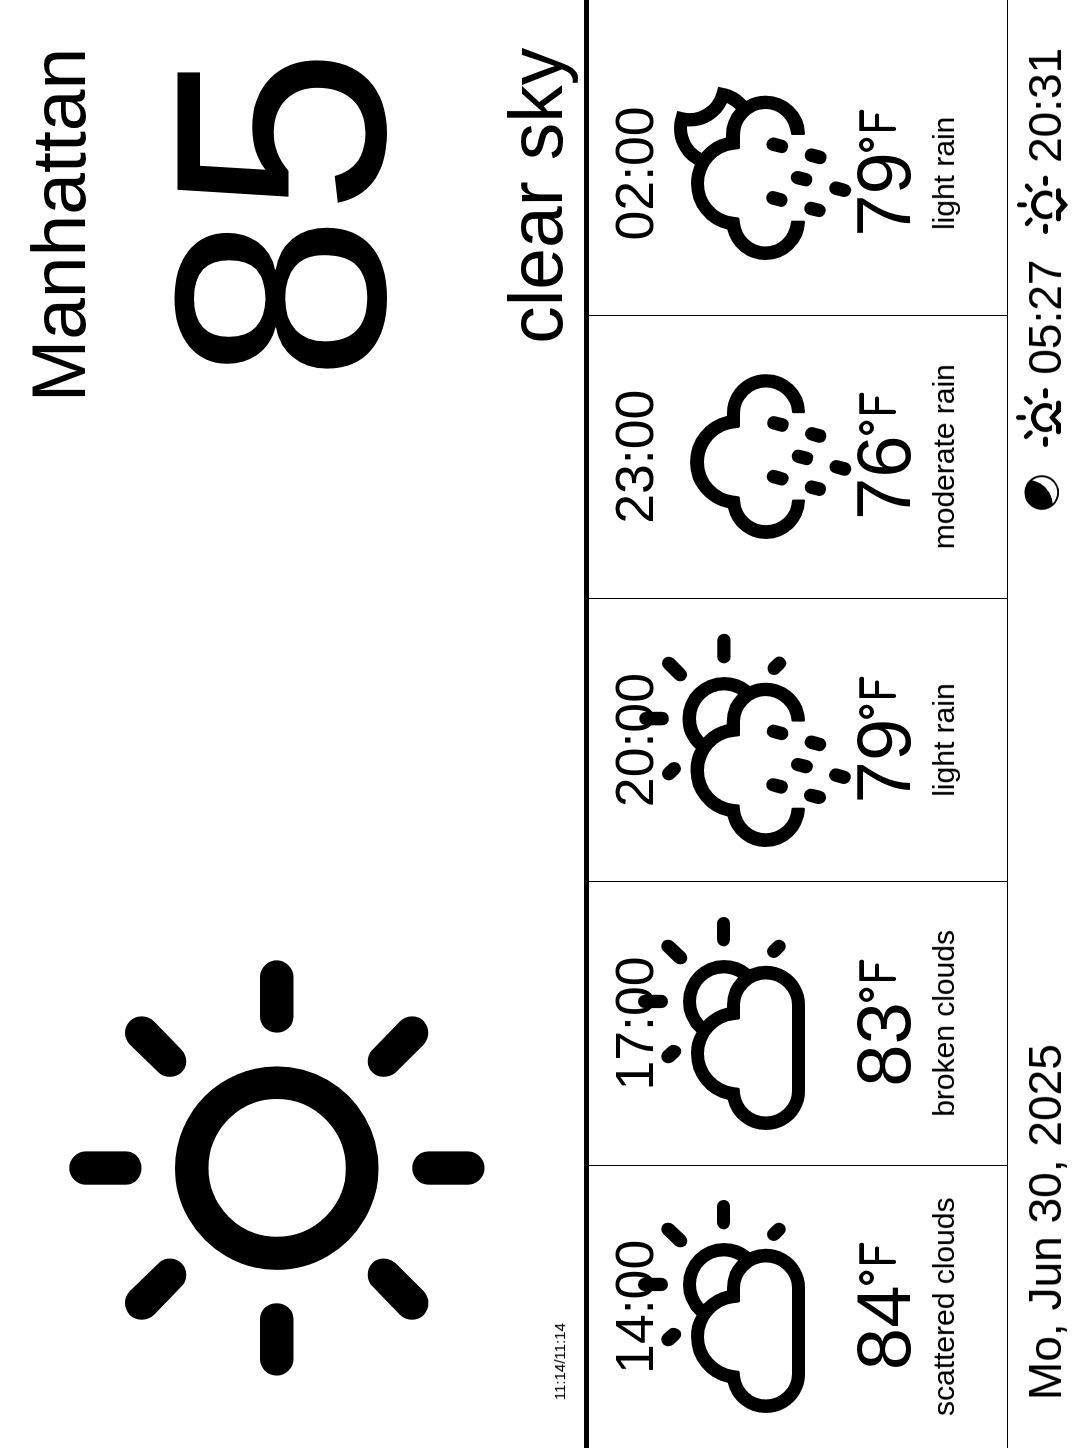 Manhattan
85
clear sky
11:14/11:14
14:00
84°F
scattered clouds
17:00
83°F
broken clouds
20:00
79°F
light rain
23:00
76°F
moderate rain
02:00
79°F
light rain
Mo, Jun 30, 2025
05:27
20:31